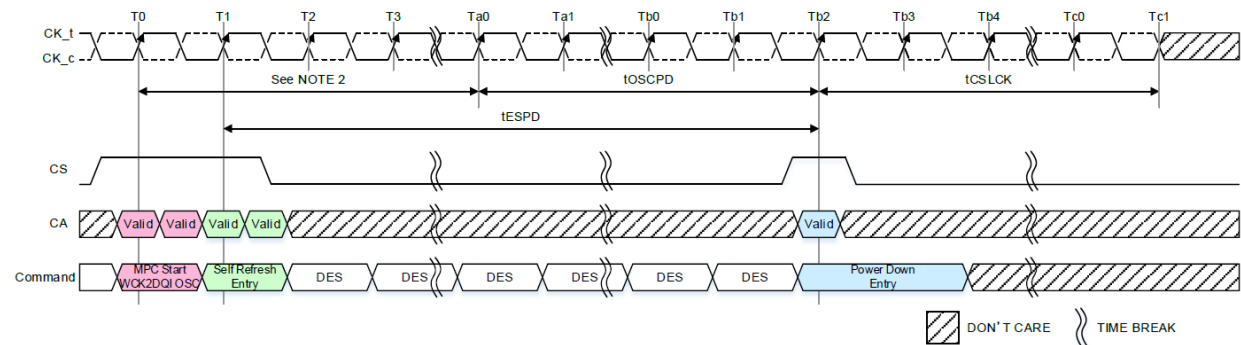 T0 T1 T2 T3 Ta0 Ta1 Tb0 Tb1 Tb2 Tb3 Tb4 Tc0 Tc1
CK_t
CK_c
See NOTE 2 tOSCPD tCSLCK
tESPD
CS
CA Valid Valid Valid Valid Valid
Command MPC Start WCK2DQI OSC Self Refresh Entry DES DES DES DES DES DES Power Down Entry
DON'T CARE TIME BREAK